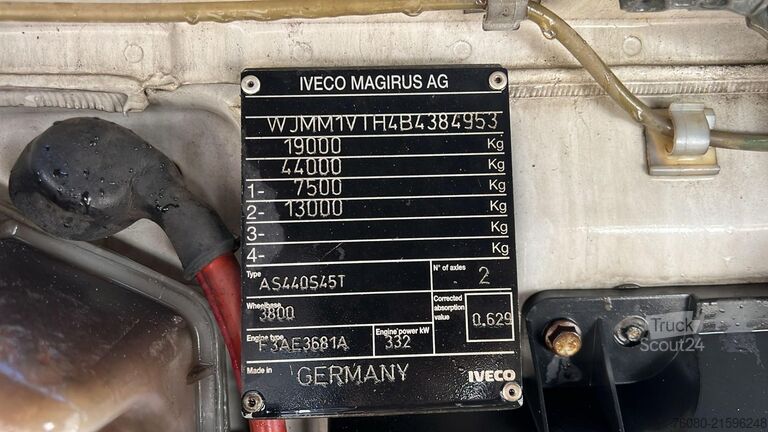 IVECO MAGIRUS AG
WJMM1VTH4B4384953
19000 Kg
44000 Kg
1- 7500 Kg
2- 13000 Kg
3- Kg
4- Kg
Type AS440S45T N° of axles 2
Wheelbase 3800 Corrected absorption value 0.629
Engine type F3AE3681A Engine power kW 332
Made in GERMANY IVECO
Truck
Scout24
76080-21596248